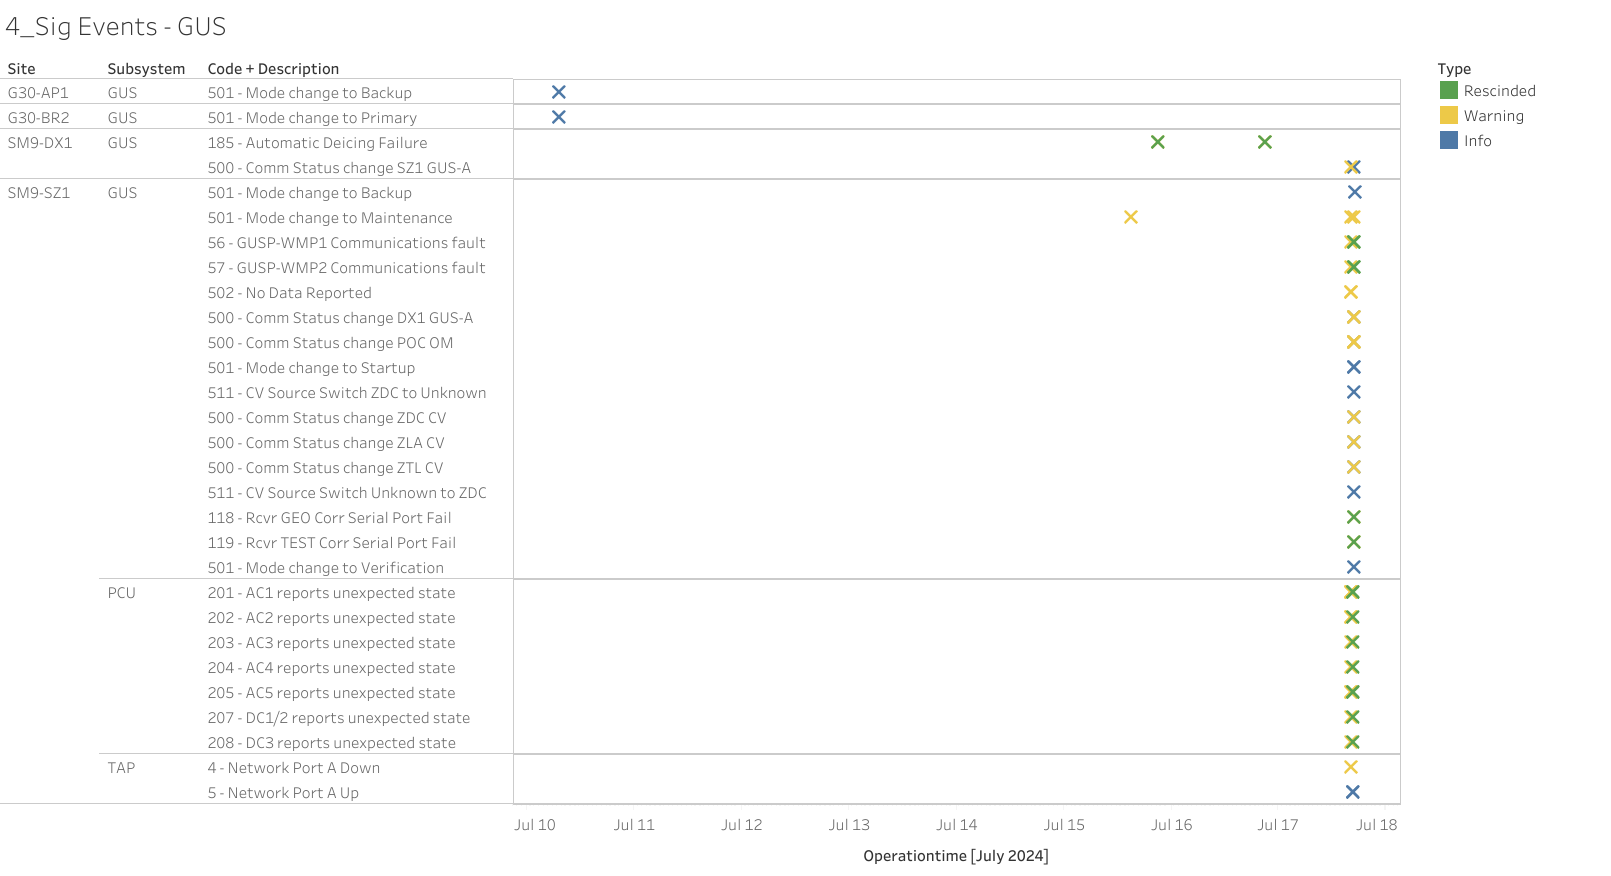 4_Sig Events - GUS
Site Subsystem Code + Description
Type
G30-AP1 GUS 501 - Mode change to Backup
Rescinded
G30-BR2 GUS 501 - Mode change to Primary
Warning
SM9-DX1 GUS 185 - Automatic Deicing Failure
Info
500 - Comm Status change SZ1 GUS-A
SM9-SZ1 GUS 501 - Mode change to Backup
501 - Mode change to Maintenance
56 - GUSP-WMP1 Communications fault
57 - GUSP-WMP2 Communications fault
502 - No Data Reported
500 - Comm Status change DX1 GUS-A
500 - Comm Status change POC OM
501 - Mode change to Startup
511 - CV Source Switch ZDC to Unknown
500 - Comm Status change ZDC CV
500 - Comm Status change ZLA CV
500 - Comm Status change ZTL CV
511 - CV Source Switch Unknown to ZDC
118 - Rcvr GEO Corr Serial Port Fail
119 - Rcvr TEST Corr Serial Port Fail
501 - Mode change to Verification
PCU 201 - AC1 reports unexpected state
202 - AC2 reports unexpected state
203 - AC3 reports unexpected state
204 - AC4 reports unexpected state
205 - AC5 reports unexpected state
207 - DC1/2 reports unexpected state
208 - DC3 reports unexpected state
TAP 4 - Network Port A Down
5 - Network Port A Up
Jul 10 Jul 11 Jul 12 Jul 13 Jul 14 Jul 15 Jul 16 Jul 17 Jul 18
Operationtime [July 2024]